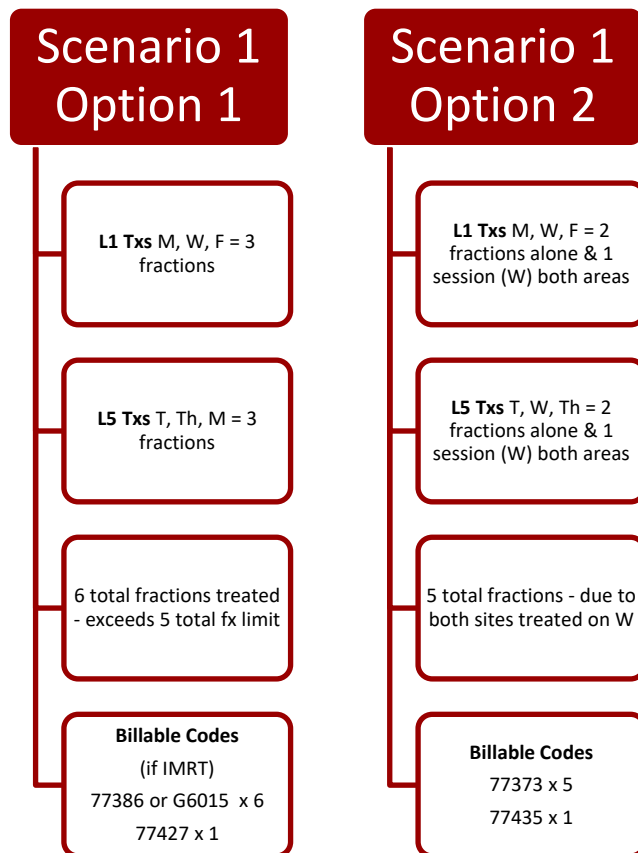 Scenario 1
Option 1
L1 Txs M, W, F = 3
fractions
L5 Txs T, Th, M = 3
fractions
6 total fractions treated
- exceeds 5 total fx limit
Billable Codes
(if IMRT)
77386 or G6015 x 6
77427 x 1
Scenario 1
Option 2
L1 Txs M, W, F = 2
fractions alone & 1
session (W) both areas
L5 Txs T, W, Th = 2
fractions alone & 1
session (W) both areas
5 total fractions - due to
both sites treated on W
Billable Codes
77373 x 5
77435 x 1